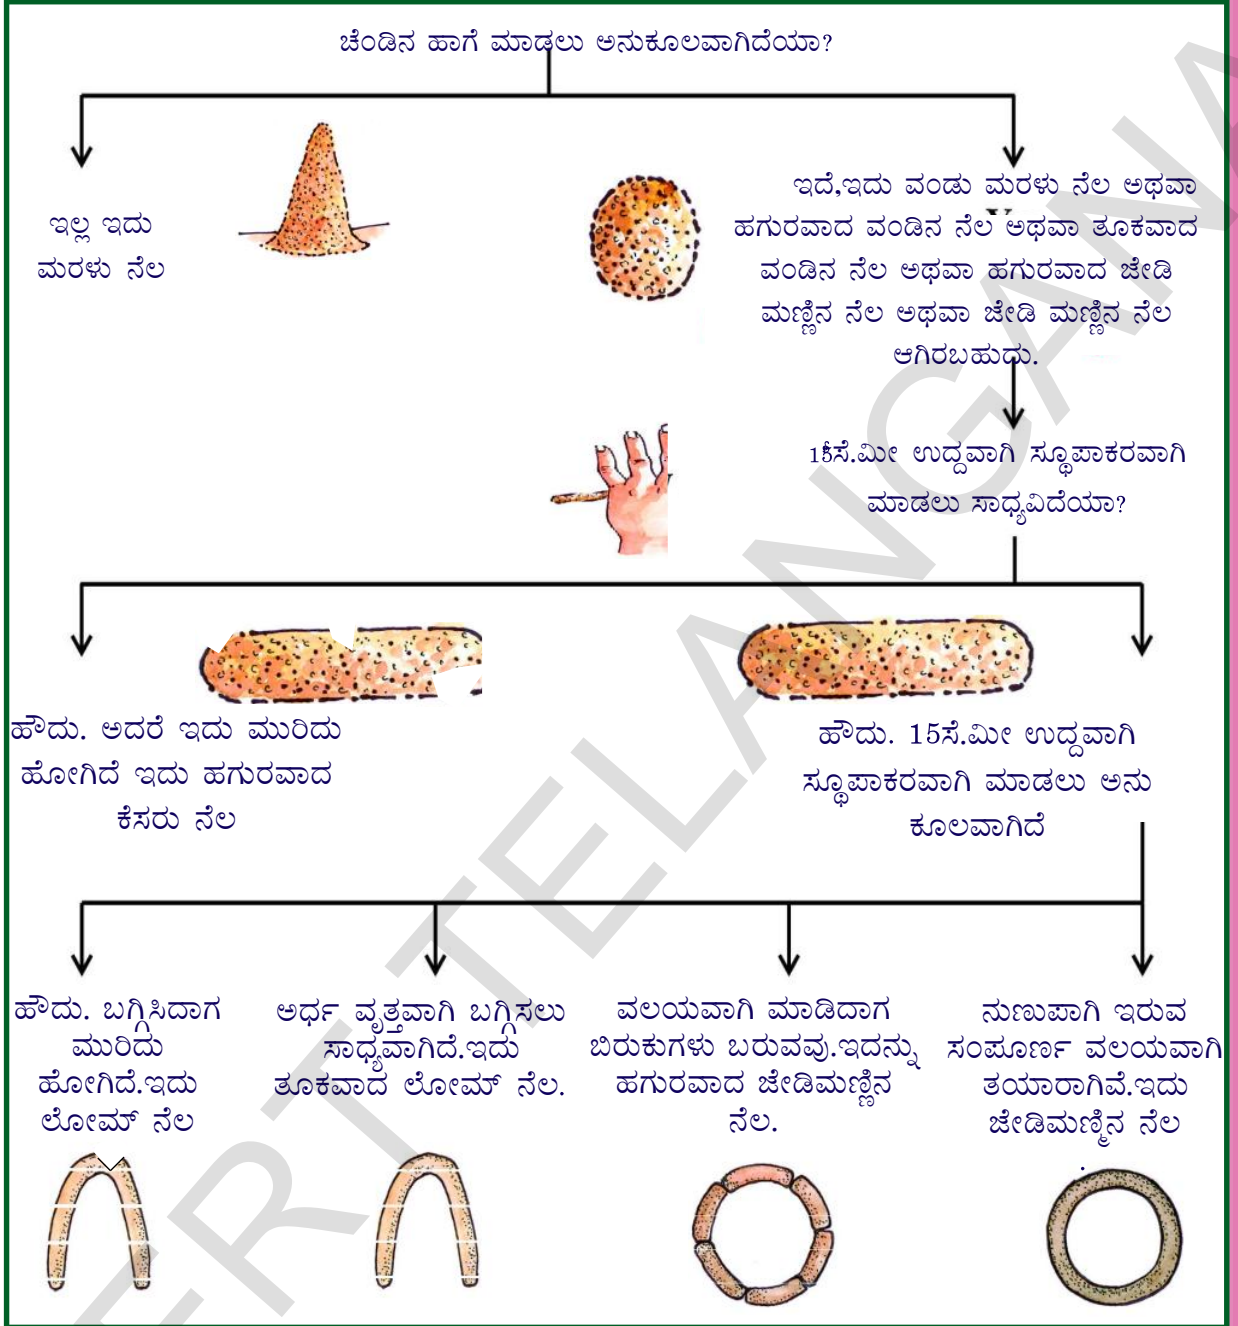 ಚೆಂಡಿನ ಹಾಗೆ ಮಾಡಲು ಅನುಕೂಲವಾಗಿದೆಯಾ?
ಇಲ್ಲ ಇದು
ಮರಳು ನೆಲ
ಇದೆ,ಇದು ವಂಡು ಮರಳು ನೆಲ ಅಥವಾ
ಹಗುರವಾದ ವಂಡಿನ ನೆಲ ಅಥವಾ ತೂಕವಾದ
ವಂಡಿನ ನೆಲ ಅಥವಾ ಹಗುರವಾದ ಜೇಡಿ
ಮಣ್ಣಿನ ನೆಲ ಅಥವಾ ಜೇಡಿ ಮಣ್ಣಿನ ನೆಲ
ಆಗಿರಬಹುದು.
15ಸೆ.ಮೀ ಉದ್ದವಾಗಿ ಸ್ಥೂಪಾಕರವಾಗಿ
ಮಾಡಲು ಸಾಧ್ಯವಿದೆಯಾ?
ಹೌದು. ಅದರೆ ಇದು ಮುರಿದು
ಹೋಗಿದೆ ಇದು ಹಗುರವಾದ
ಕೆಸರು ನೆಲ
ಹೌದು. 15ಸೆ.ಮೀ ಉದ್ದವಾಗಿ
ಸ್ಥೂಪಾಕರವಾಗಿ ಮಾಡಲು ಅನು
ಕೂಲವಾಗಿದೆ
ಹೌದು. ಬಗ್ಗಿಸಿದಾಗ
ಮುರಿದು
ಹೋಗಿದೆ.ಇದು
ಲೋಮ್ ನೆಲ
ಅರ್ಧ ವೃತ್ತವಾಗಿ ಬಗ್ಗಿಸಲು
ಸಾಧ್ಯವಾಗಿದೆ.ಇದು
ತೂಕವಾದ ಲೋಮ್ ನೆಲ.
ವಲಯವಾಗಿ ಮಾಡಿದಾಗ
ಬಿರುಕುಗಳು ಬರುವವು.ಇದನ್ನು
ಹಗುರವಾದ ಜೇಡಿಮಣ್ಣಿನ
ನೆಲ.
ನುಣುಪಾಗಿ ಇರುವ
ಸಂಪೂರ್ಣ ವಲಯವಾಗಿ
ತಯಾರಾಗಿವೆ.ಇದು
ಜೇಡಿಮಣ್ಣಿನ ನೆಲ
.
ERT TELANGANA